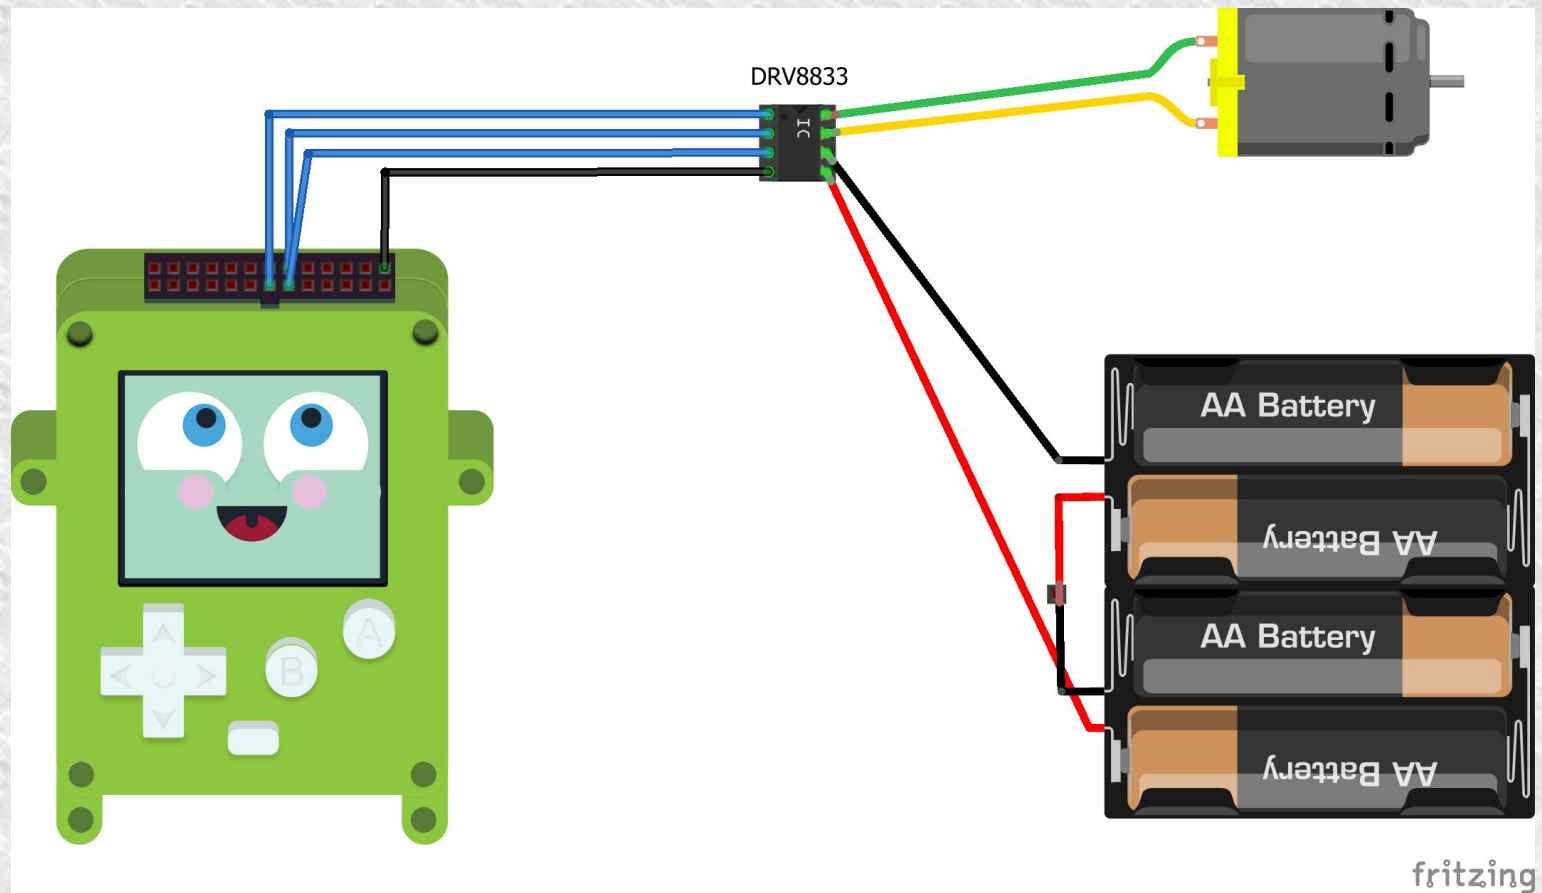 DRV8833
IC
AA Battery
AA Battery
AA Battery
AA Battery
A
B
fritzing